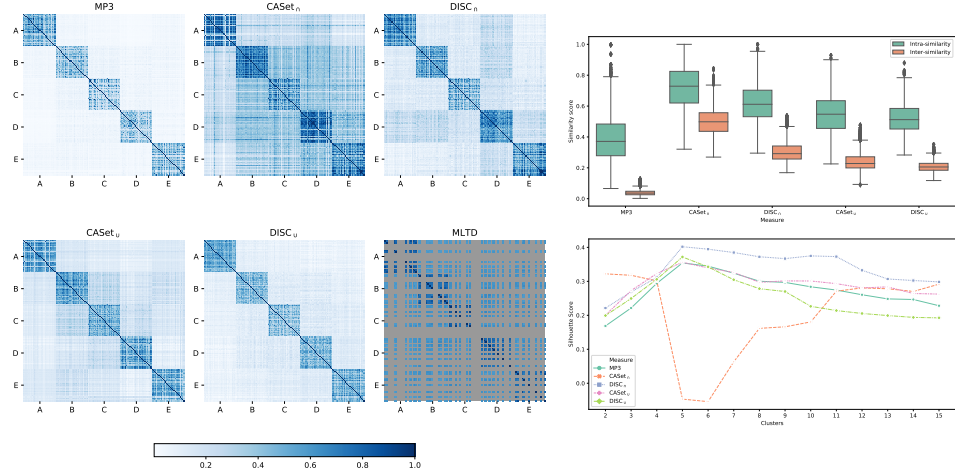 MP3
A
B
C
D
E
A B C D E
CASet∩
A B C D E
DISC∩
A
B
C
D
E
A B C D E
CASet∪
A
B
C
D
E
A B C D E
DISC∪
A B C D E
MLTD
A
B
C
D
E
A B C D E
0.2 0.4 0.6 0.8 1.0
Intra-similarity
Inter-similarity
Similarity score
1.0
0.8
0.6
0.4
0.2
0.0
MP3 CASet∩ DISC∩ CASet∪ DISC∪
Measure
Silhouette Score
0.4
0.3
0.2
0.1
0.0
Measure
MP3
CASet∩
DISC∩
CASet∪
DISC∪
2 3 4 5 6 7 8 9 10 11 12 13 14 15
Clusters